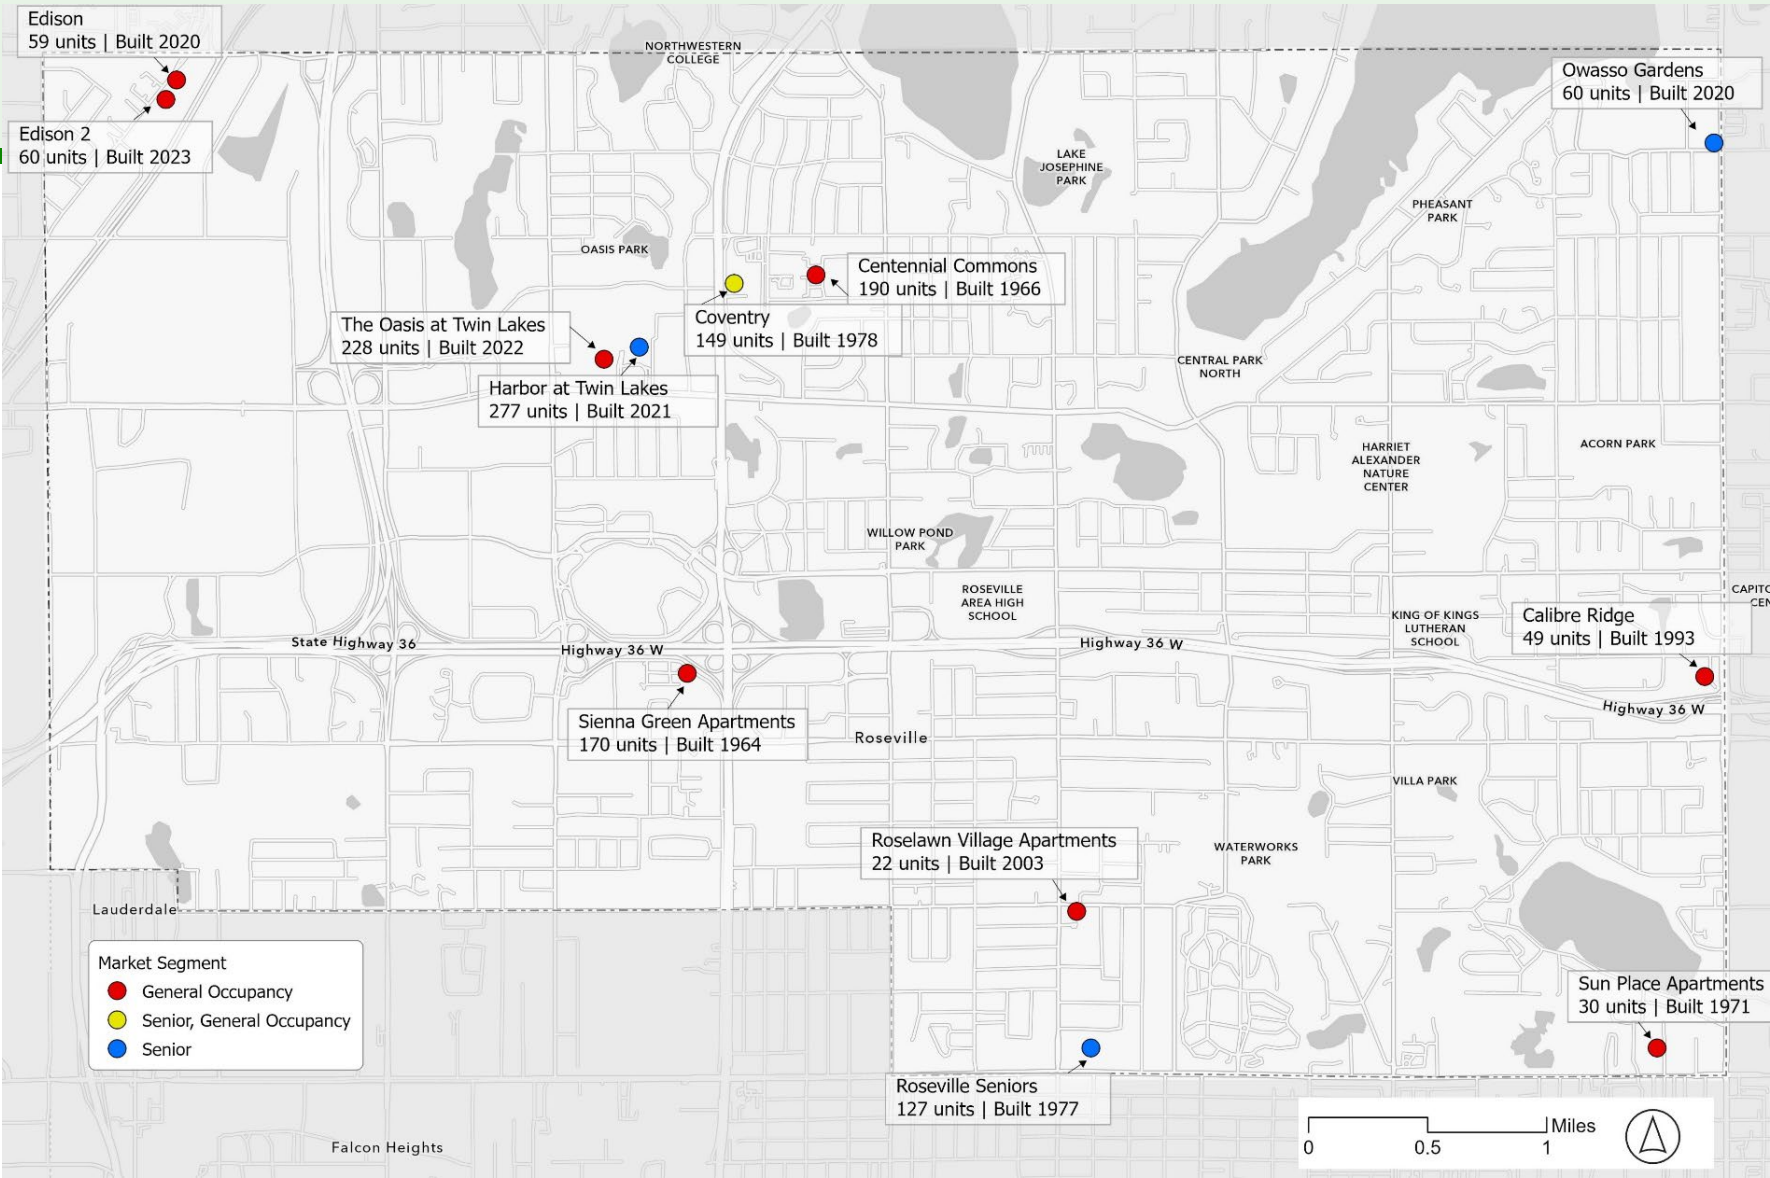 Edison
59 units | Built 2020
Edison 2
60 units | Built 2023
NORTHWESTERN
COLLEGE
Owasso Gardens
60 units | Built 2020
LAKE
JOSEPHINE
PARK
PHEASANT
PARK
OASIS PARK
Centennial Commons
190 units | Built 1966
Coventry
149 units | Built 1978
The Oasis at Twin Lakes
228 units | Built 2022
Harbor at Twin Lakes
277 units | Built 2021
CENTRAL PARK
NORTH
HARRIET
ALEXANDER
NATURE
CENTER
ACORN PARK
WILLOW POND
PARK
ROSEVILLE
AREA HIGH
SCHOOL
KING OF KINGS
LUTHERAN
SCHOOL
CAPITO
CEN
Calibre Ridge
49 units | Built 1993
State Highway 36
Highway 36 W
Highway 36 W
Highway 36 W
Sienna Green Apartments
170 units | Built 1964
Roseville
VILLA PARK
Roselawn Village Apartments
22 units | Built 2003
WATERWORKS
PARK
Lauderdale
Market Segment
General Occupancy
Senior, General Occupancy
Senior
Sun Place Apartments
30 units | Built 1971
Roseville Seniors
127 units | Built 1977
Falcon Heights
Miles
0 0.5 1